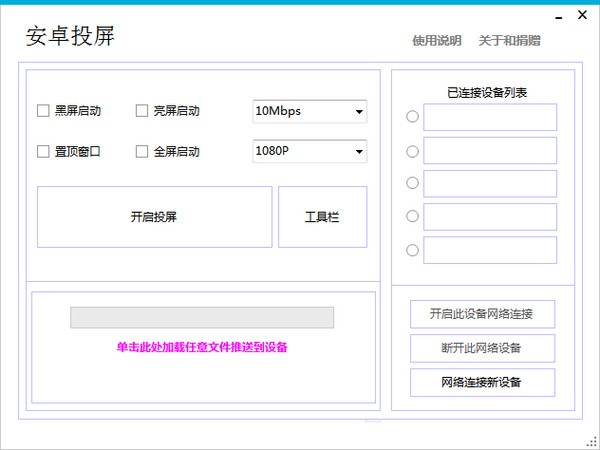 安卓投屏
使用说明 关于和捐赠
黑屏启动 亮屏启动 10Mbps
置顶窗口 全屏启动 1080P
开启投屏 工具栏
单击此处加载任意文件推送到设备
已连接设备列表
开启此设备网络连接
断开此网络设备
网络连接新设备